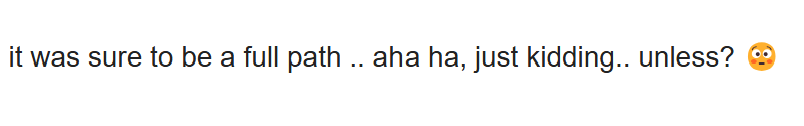 it was sure to be a full path .. aha ha, just kidding.. unless? 😳